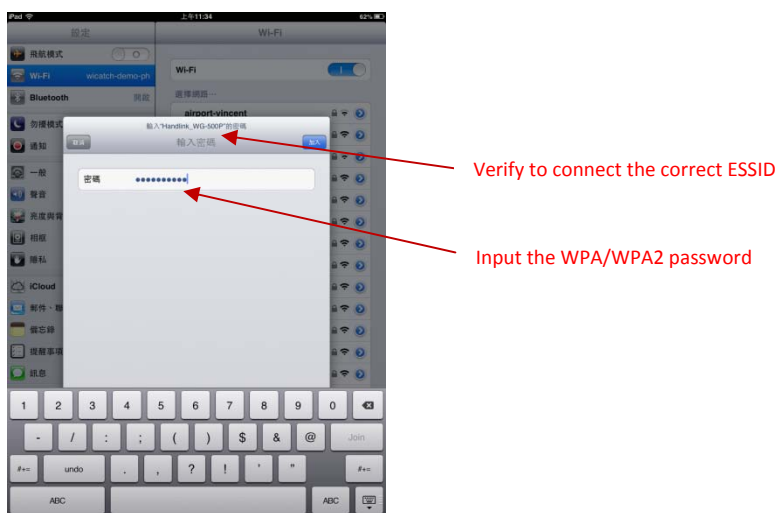 iPad 上午11:34 62%
設定 Wi-Fi
飛航模式
Wi-Fi wicatch-demo-ph
Wi-Fi
Bluetooth 開啟
選擇網路⋯
airport-vincent
勿擾模式
輸入“Handlink_WG-500P”的密碼
取消 輸入密碼 加入
通知
一般
密碼 ••••••••••
聲音
亮度與背
相框
隱私
iCloud
郵件、聯
備忘錄
提醒事項
訊息
Verify to connect the correct ESSID
Input the WPA/WPA2 password
1 2 3 4 5 6 7 8 9 0
- / : ; ( ) $ & @ Join
#+= undo . , ? ! ' " #+=
ABC ABC